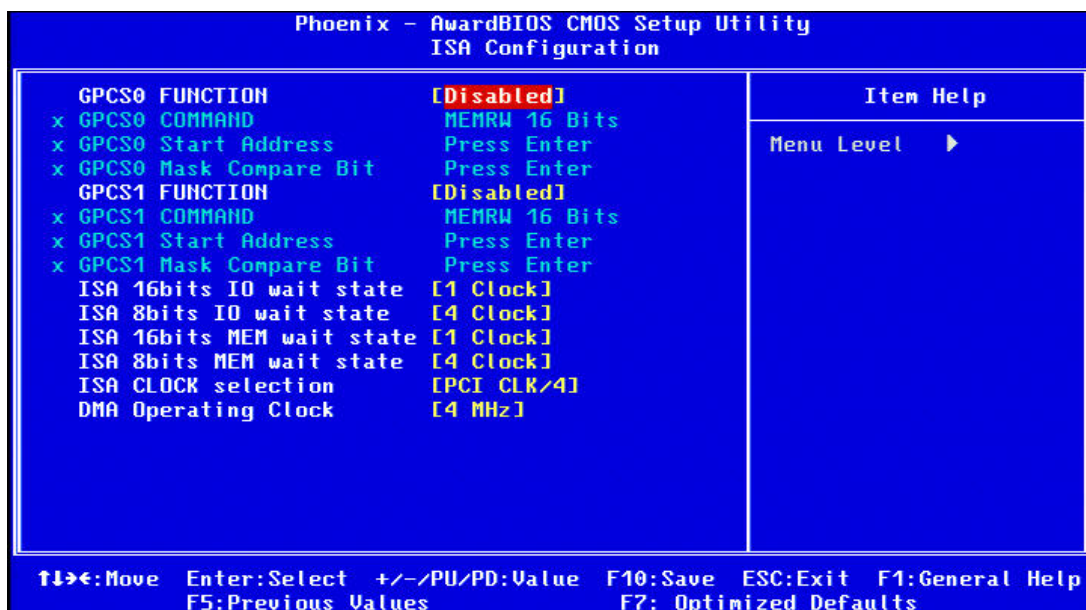 Phoenix - AwardBIOS CMOS Setup Utility
ISA Configuration
GPCS0 FUNCTION [Disabled]
x GPCS0 COMMAND MEMRW 16 Bits
x GPCS0 Start Address Press Enter
x GPCS0 Mask Compare Bit Press Enter
GPCS1 FUNCTION [Disabled]
x GPCS1 COMMAND MEMRW 16 Bits
x GPCS1 Start Address Press Enter
x GPCS1 Mask Compare Bit Press Enter
ISA 16bits IO wait state [1 Clock]
ISA 8bits IO wait state [4 Clock]
ISA 16bits MEM wait state [1 Clock]
ISA 8bits MEM wait state [4 Clock]
ISA CLOCK selection [PCI CLK/4]
DMA Operating Clock [4 MHz]
Item Help
Menu Level ▶
↑↓→←:Move Enter:Select +/-/PU/PD:Value F10:Save ESC:Exit F1:General Help
F5:Previous Values F7: Optimized Defaults